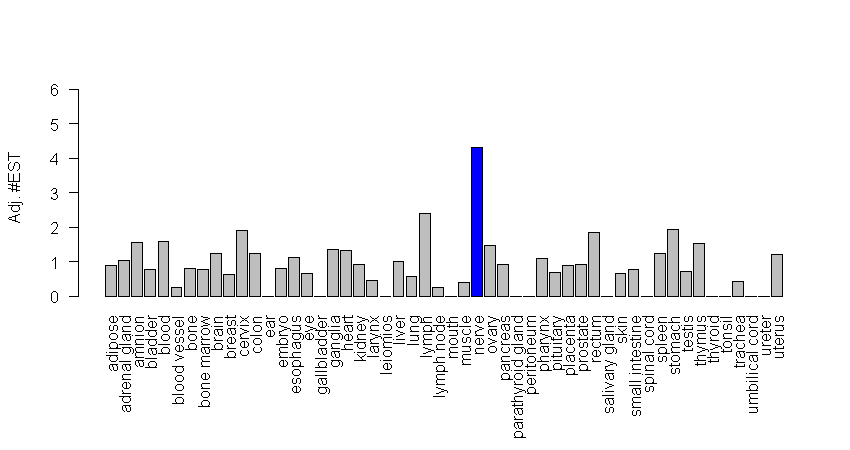 6
5
4
3
2
1
0
Adj. #EST
adipose
adrenal gland
amnion
bladder
blood
blood vessel
bone
bone marrow
brain
breast
cervix
colon
ear
embryo
esophagus
eye
gallbladder
ganglia
heart
kidney
larynx
leiomios
liver
lung
lymph
lymph node
mouth
muscle
nerve
ovary
pancreas
parathyroid gland
peritoneum
pharynx
pituitary
placenta
prostate
rectum
salivary gland
skin
small intestine
spinal cord
spleen
stomach
testis
thymus
thyroid
tonsil
trachea
umbilical cord
ureter
uterus